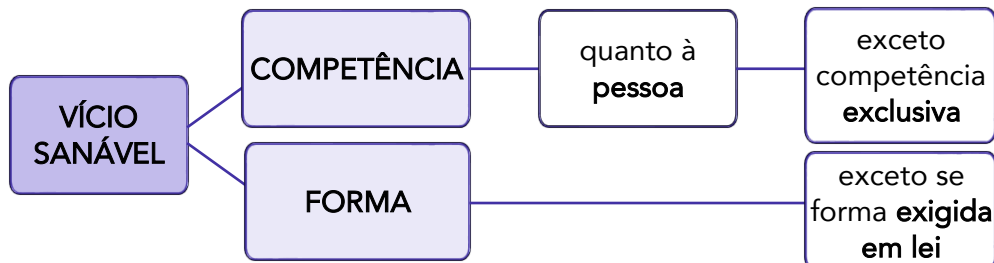 VÍCIO
SANÁVEL
COMPETÊNCIA
quanto à
pessoa
exceto
competência
exclusiva
FORMA
exceto se
forma exigida
em lei